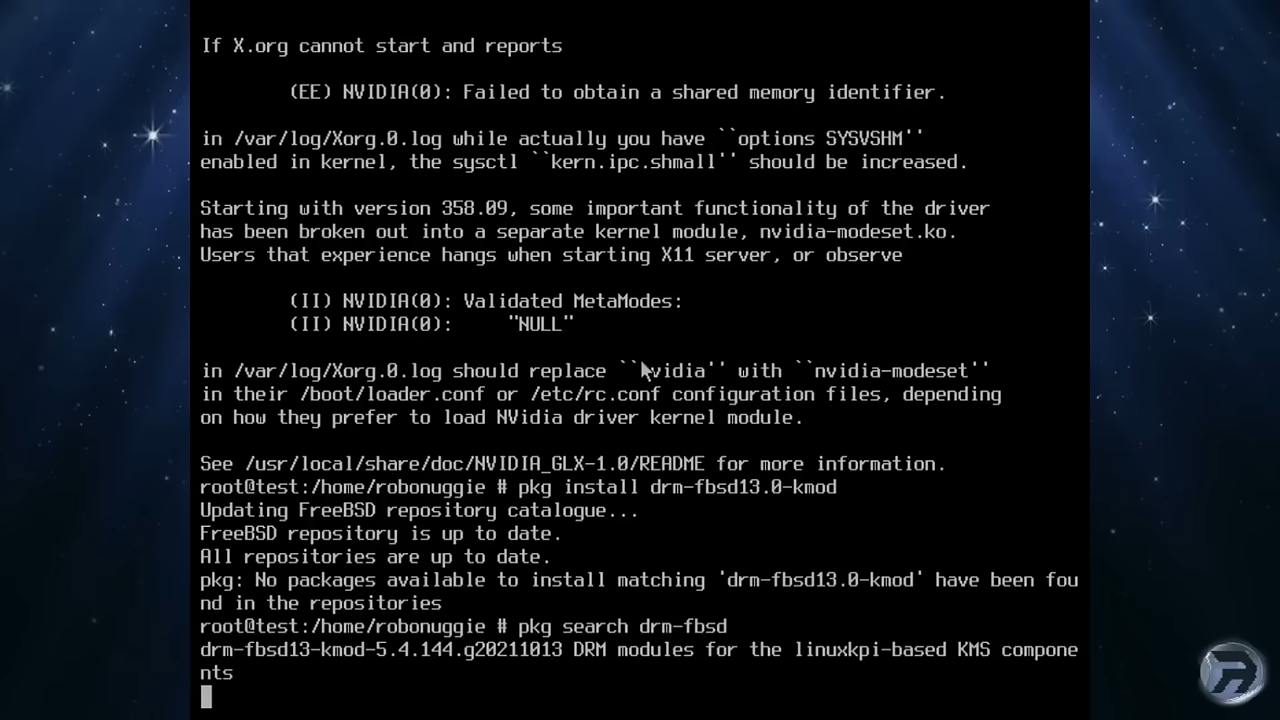 If X.org cannot start and reports
(EE) NVIDIA(0): Failed to obtain a shared memory identifier.
in /var/log/Xorg.0.log while actually you have ``options SYSVSHM''
enabled in kernel, the sysctl ``kern.ipc.shmall'' should be increased.
Starting with version 358.09, some important functionality of the driver
has been broken out into a separate kernel module, nvidia-modeset.ko.
Users that experience hangs when starting X11 server, or observe
(II) NVIDIA(0): Validated MetaModes:
(II) NVIDIA(0):     "NULL"
in /var/log/Xorg.0.log should replace ``nvidia'' with ``nvidia-modeset''
in their /boot/loader.conf or /etc/rc.conf configuration files, depending
on how they prefer to load NVidia driver kernel module.
See /usr/local/share/doc/NVIDIA_GLX-1.0/README for more information.
root@test:/home/robonuggie # pkg install drm-fbsd13.0-kmod
Updating FreeBSD repository catalogue...
FreeBSD repository is up to date.
All repositories are up to date.
pkg: No packages available to install matching 'drm-fbsd13.0-kmod' have been fou
nd in the repositories
root@test:/home/robonuggie # pkg search drm-fbsd
drm-fbsd13-kmod-5.4.144.g20211013 DRM modules for the linuxkpi-based KMS compone
nts